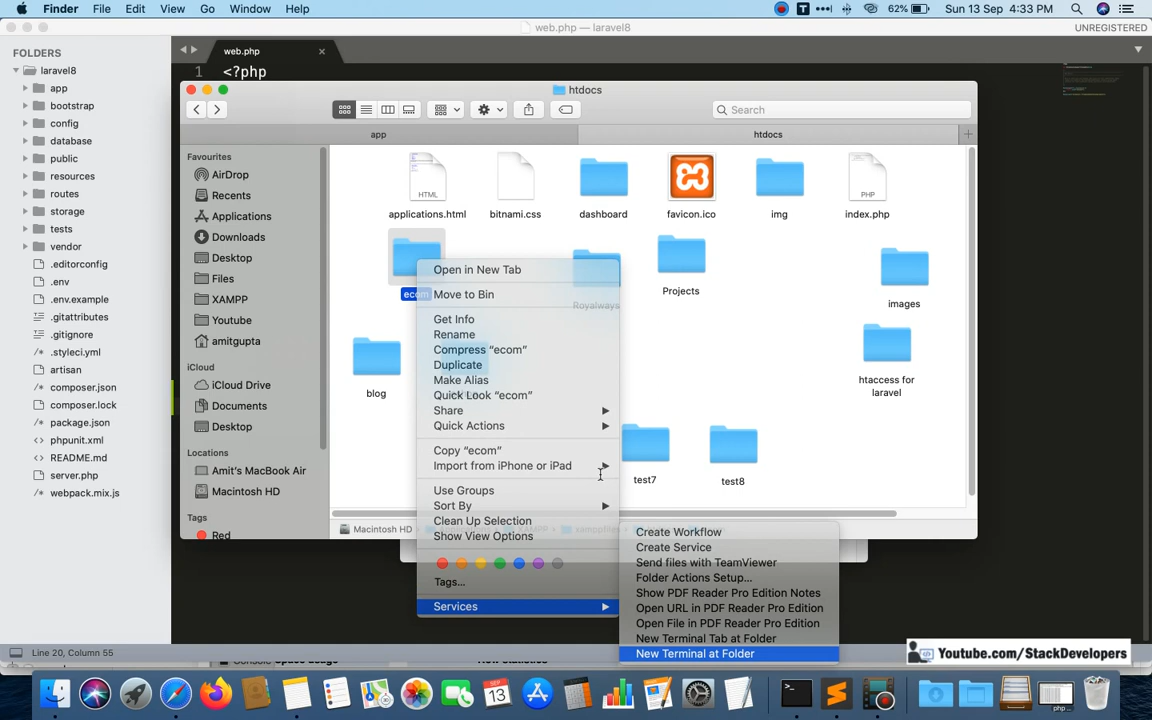 Finder File Edit View Go Window Help
62% Sun 13 Sep 4:33 PM
web.php — laravel8
UNREGISTERED
FOLDERS
laravel8
app
bootstrap
config
database
public
resources
routes
storage
tests
vendor
.editorconfig
.env
.env.example
.gitattributes
.gitignore
.styleci.yml
artisan
composer.json
composer.lock
package.json
phpunit.xml
README.md
server.php
webpack.mix.js
web.php
1 <?php
htdocs
Search
app
htdocs
Favourites
AirDrop
Recents
Applications
Downloads
Desktop
Files
XAMPP
Youtube
amitgupta
iCloud
iCloud Drive
Documents
Desktop
Locations
Amit's MacBook Air
Macintosh HD
Tags
Red
HTML
PHP
applications.html
bitnami.css
dashboard
favicon.ico
img
index.php
ecom
Royalways
Projects
images
blog
htaccess for
laravel
test7
test8
Macintosh HD
XAMPP
xamppfiles
Open in New Tab
Move to Bin
Get Info
Rename
Compress “ecom”
Duplicate
Make Alias
Quick Look “ecom”
Share
Quick Actions
Copy “ecom”
Import from iPhone or iPad
Use Groups
Sort By
Clean Up Selection
Show View Options
Tags...
Services
Create Workflow
Create Service
Send files with TeamViewer
Folder Actions Setup...
Show PDF Reader Pro Edition Notes
Open URL in PDF Reader Pro Edition
Open File in PDF Reader Pro Edition
New Terminal Tab at Folder
New Terminal at Folder
Line 20, Column 55
Youtube.com/StackDevelopers
SEP
13
php